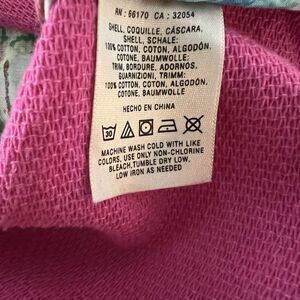 RN: 66170 CA: 32054
SHELL, COQUILLE, CÁSCARA,
SHELL, SCHALE:
100% COTTON, COTON, ALGODÓN,
COTONE, BAUMWOLLE;
TRIM, BORDURE, ADORNOS,
GUARNIZIONI, TRIMM:
100% COTTON, COTON, ALGODÓN,
COTONE, BAUMWOLLE
HECHO EN CHINA
30
MACHINE WASH COLD WITH LIKE
COLORS, USE ONLY NON-CHLORINE
BLEACH,TUMBLE DRY LOW,
LOW IRON AS NEEDED